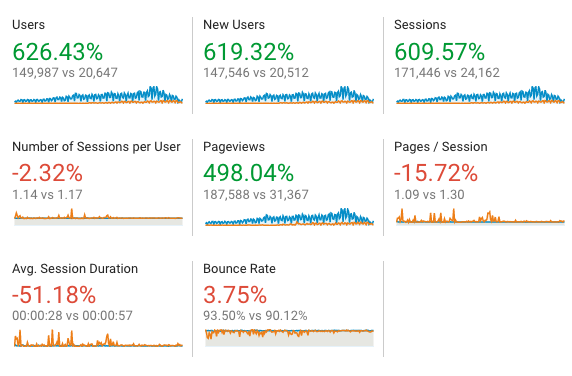 Users
626.43%
149,987 vs 20,647
New Users
619.32%
147,546 vs 20,512
Sessions
609.57%
171,446 vs 24,162
Number of Sessions per User
-2.32%
1.14 vs 1.17
Pageviews
498.04%
187,588 vs 31,367
Pages / Session
-15.72%
1.09 vs 1.30
Avg. Session Duration
-51.18%
00:00:28 vs 00:00:57
Bounce Rate
3.75%
93.50% vs 90.12%